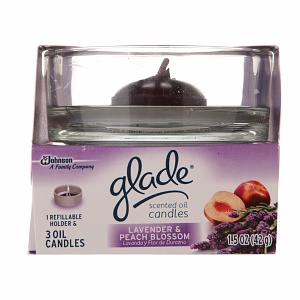 Johnson
A Family Company
glade
scented oil
candles
1 REFILLABLE
HOLDER &
3 OIL
CANDLES
LAVENDER &
PEACH BLOSSOM
Lavanda y Flor de Durazno
1.5 OZ (42 g)